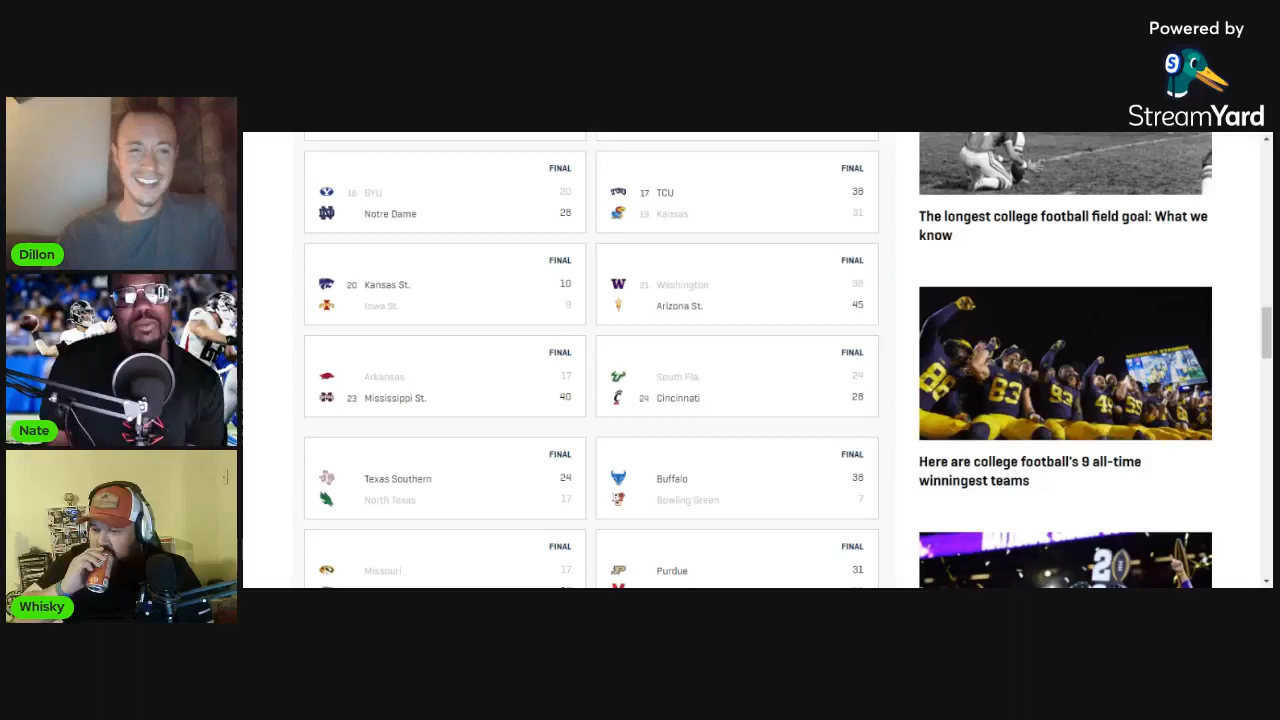 Powered by
StreamYard
Dillon
Nate
Whisky
FINAL
16 BYU 20
Notre Dame 28
FINAL
17 TCU 38
19 Kansas 31
FINAL
20 Kansas St. 10
Iowa St. 9
FINAL
21 Washington 38
Arizona St. 45
FINAL
Arkansas 17
23 Mississippi St. 40
FINAL
South Fla. 24
24 Cincinnati 28
FINAL
Texas Southern 24
North Texas 17
FINAL
Buffalo 38
Bowling Green 7
FINAL
Missouri 17
FINAL
Purdue 31
The longest college football field goal: What we
know
Here are college football's 9 all-time
winningest teams